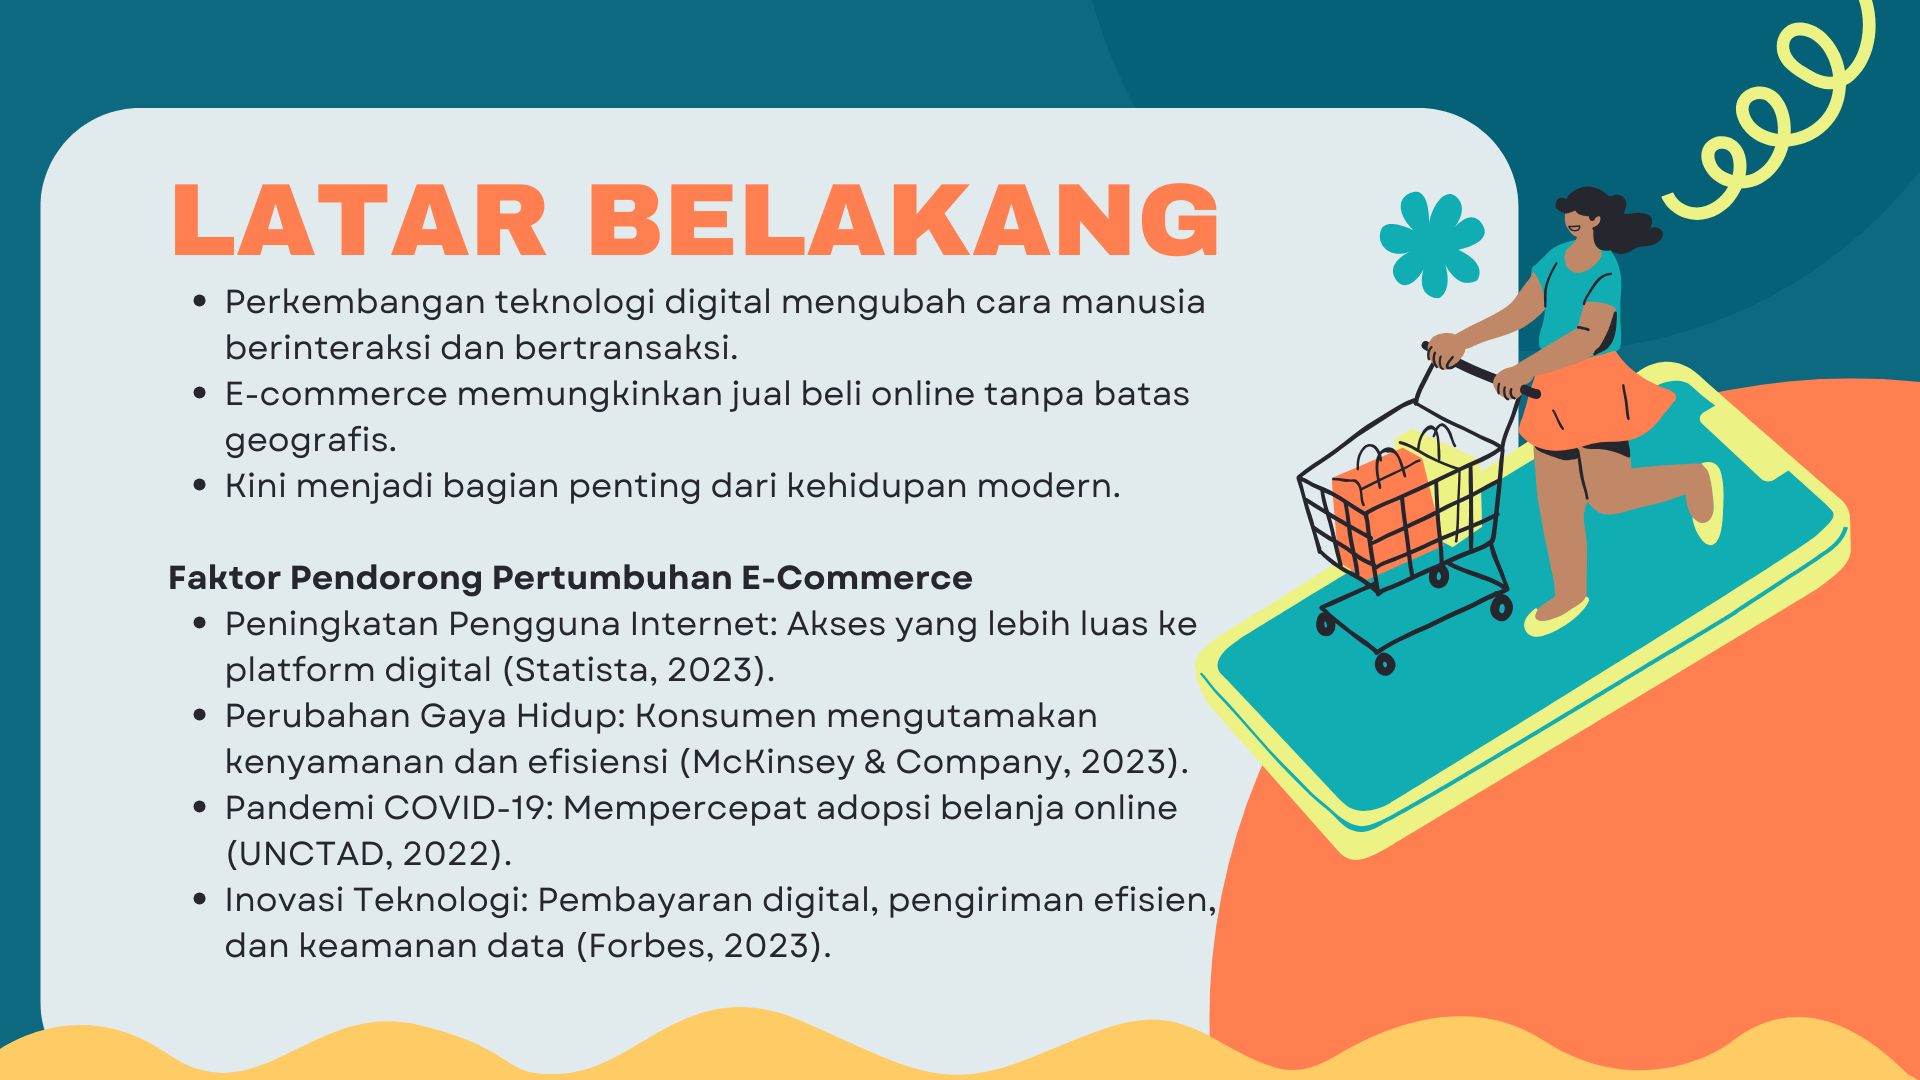 LATAR BELAKANG
• Perkembangan teknologi digital mengubah cara manusia
berinteraksi dan bertransaksi.
• E-commerce memungkinkan jual beli online tanpa batas
geografis.
• Kini menjadi bagian penting dari kehidupan modern.
Faktor Pendorong Pertumbuhan E-Commerce
• Peningkatan Pengguna Internet: Akses yang lebih luas ke
platform digital (Statista, 2023).
• Perubahan Gaya Hidup: Konsumen mengutamakan
kenyamanan dan efisiensi (McKinsey & Company, 2023).
• Pandemi COVID-19: Mempercepat adopsi belanja online
(UNCTAD, 2022).
• Inovasi Teknologi: Pembayaran digital, pengiriman efisien,
dan keamanan data (Forbes, 2023).